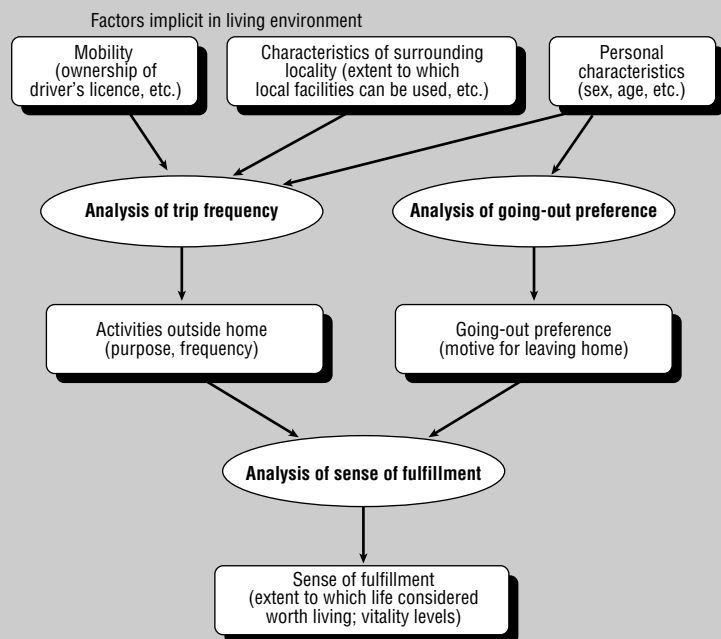 Factors implicit in living environment
Mobility
(ownership of
driver's licence, etc.)
Characteristics of surrounding
locality (extent to which
local facilities can be used, etc.)
Personal
characteristics
(sex, age, etc.)
Analysis of trip frequency
Analysis of going-out preference
Activities outside home
(purpose, frequency)
Going-out preference
(motive for leaving home)
Analysis of sense of fulfillment
Sense of fulfillment
(extent to which life considered
worth living; vitality levels)